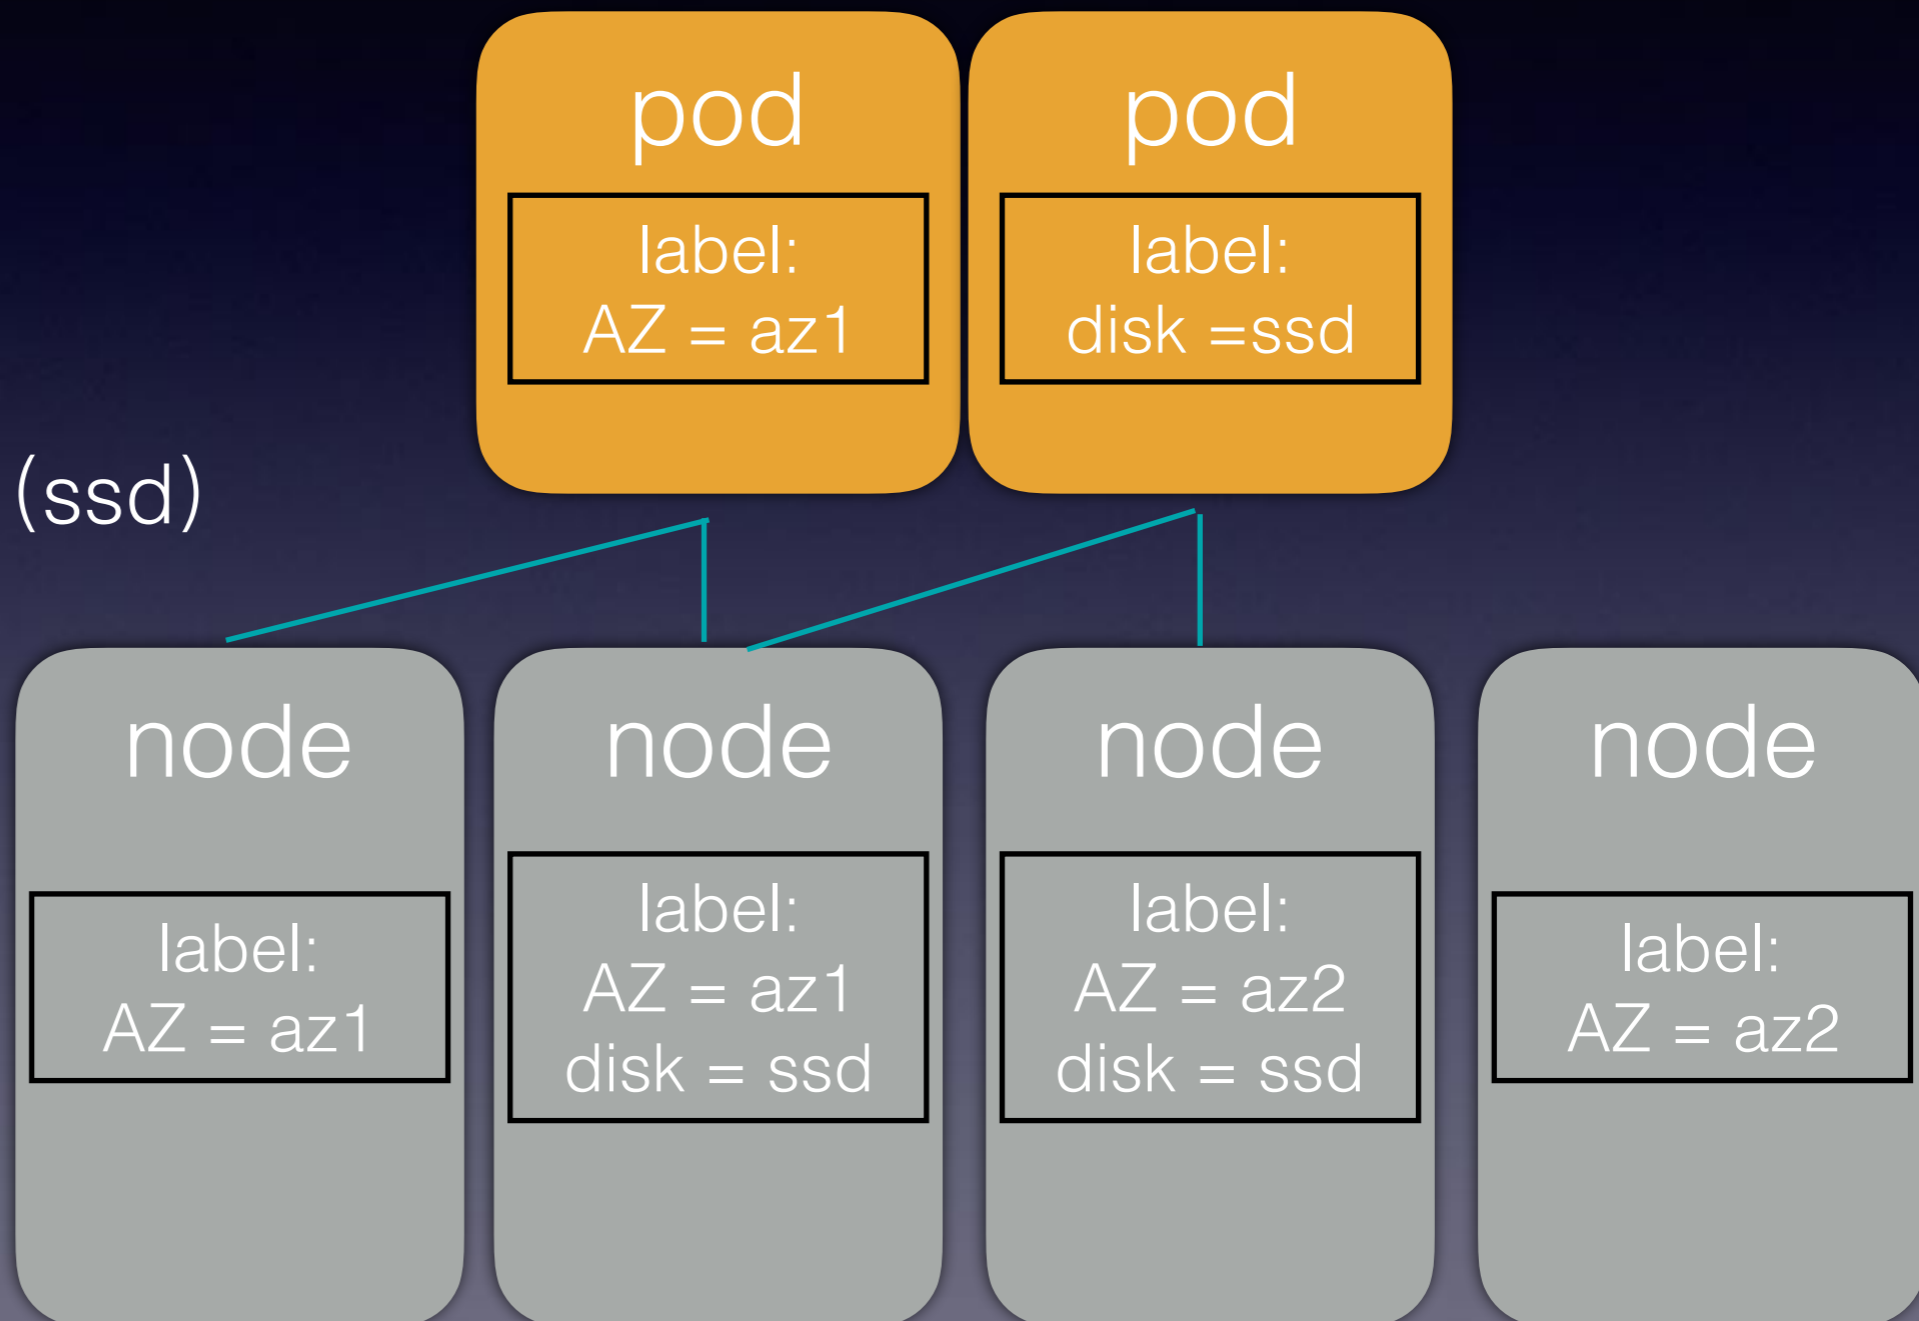 pod
label:
AZ = az1
pod
label:
disk =ssd
(ssd)
node
label:
AZ = az1
node
label:
AZ = az1
disk = ssd
node
label:
AZ = az2
disk = ssd
node
label:
AZ = az2